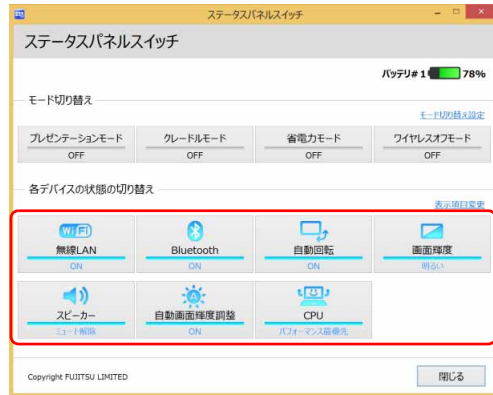 ステータスパネルスイッチ
ステータスパネルスイッチ
バッテリ#1 78%
モード切り替え
モード切り替え設定
プレゼンテーションモード クレードルモード 省電力モード ワイヤレスオフモード
OFF OFF OFF OFF
各デバイスの状態の切り替え
表示項目変更
Wi Fi
無線LAN Bluetooth 自動回転 画面輝度
ON ON ON 明るい
A
スピーカー 自動画面輝度調整 CPU
ミュート解除 ON パフォーマンス最優先
Copyright FUJITSU LIMITED 閉じる